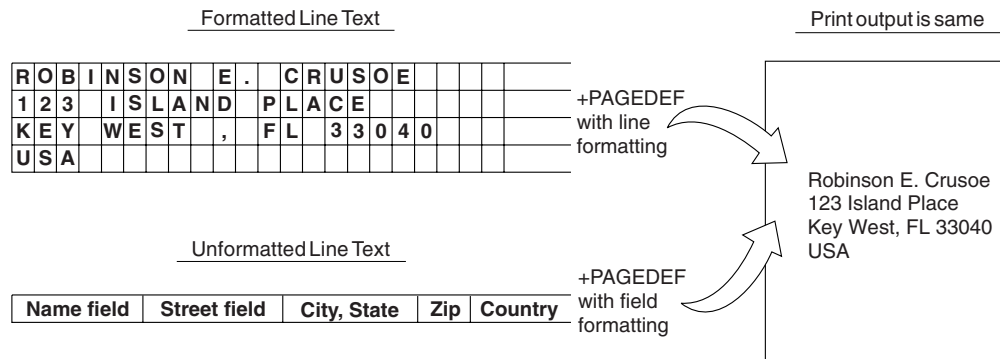 Formatted Line Text
ROBINSON E. CRUSOE
123 ISLAND PLACE
KEY WEST , FL 33040
USA
+PAGEDEF
with line
formatting
Print output is same
Robinson E. Crusoe
123 Island Place
Key West, FL 33040
USA
Unformatted Line Text
Name field Street field City, State Zip Country
+PAGEDEF
with field
formatting